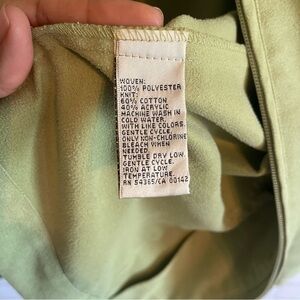 WOVEN:
100% POLYESTER
KNIT:
60% COTTON
40% ACRYLIC
MACHINE WASH IN
COLD WATER
WITH LIKE COLORS.
GENTLE CYCLE.
ONLY NON-CHLORINE
BLEACH WHEN
NEEDED.
TUMBLE DRY LOW.
GENTLE CYCLE.
IRON AT LOW
TEMPERATURE.
RN 54365/CA 00142